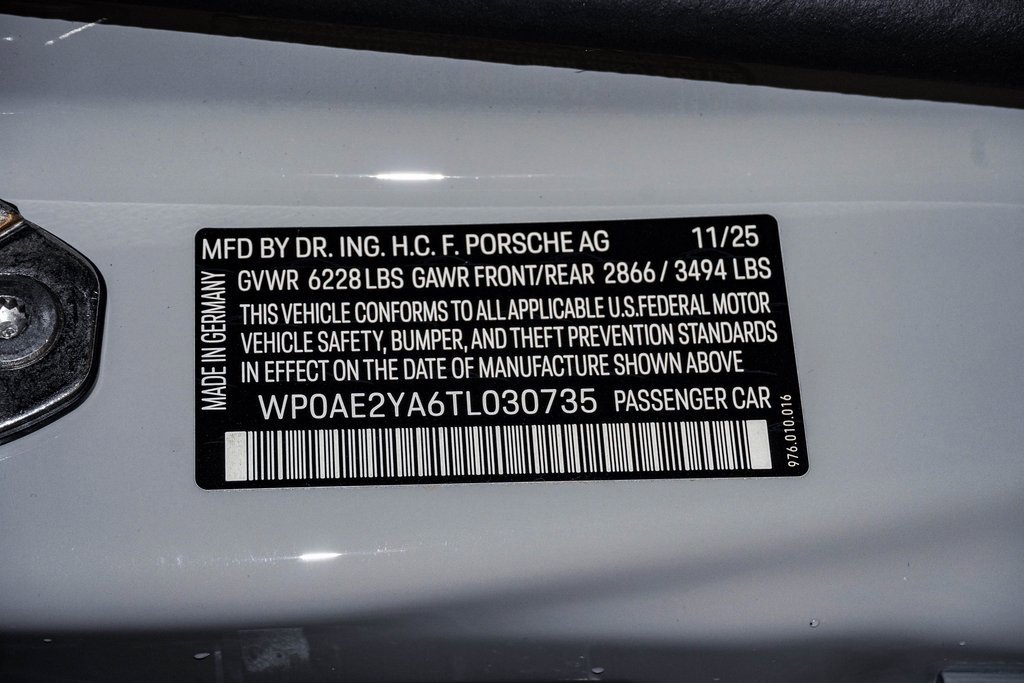 MFD BY DR. ING. H.C. F. PORSCHE AG 11/25
GVWR 6228 LBS GAWR FRONT/REAR 2866 / 3494 LBS
THIS VEHICLE CONFORMS TO ALL APPLICABLE U.S.FEDERAL MOTOR
VEHICLE SAFETY, BUMPER, AND THEFT PREVENTION STANDARDS
IN EFFECT ON THE DATE OF MANUFACTURE SHOWN ABOVE
WP0AE2YA6TL030735 PASSENGER CAR
MADE IN GERMANY
976.010.016